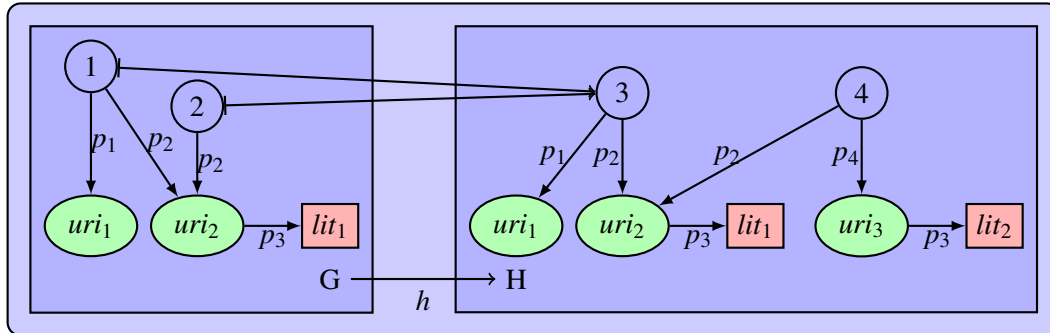 1
2
3
4
p₁
p₂
p₂
p₁
p₂
p₂
p₄
uri₁
uri₂
p₃
lit₁
uri₁
uri₂
p₃
lit₁
uri₃
p₃
lit₂
G
h
H